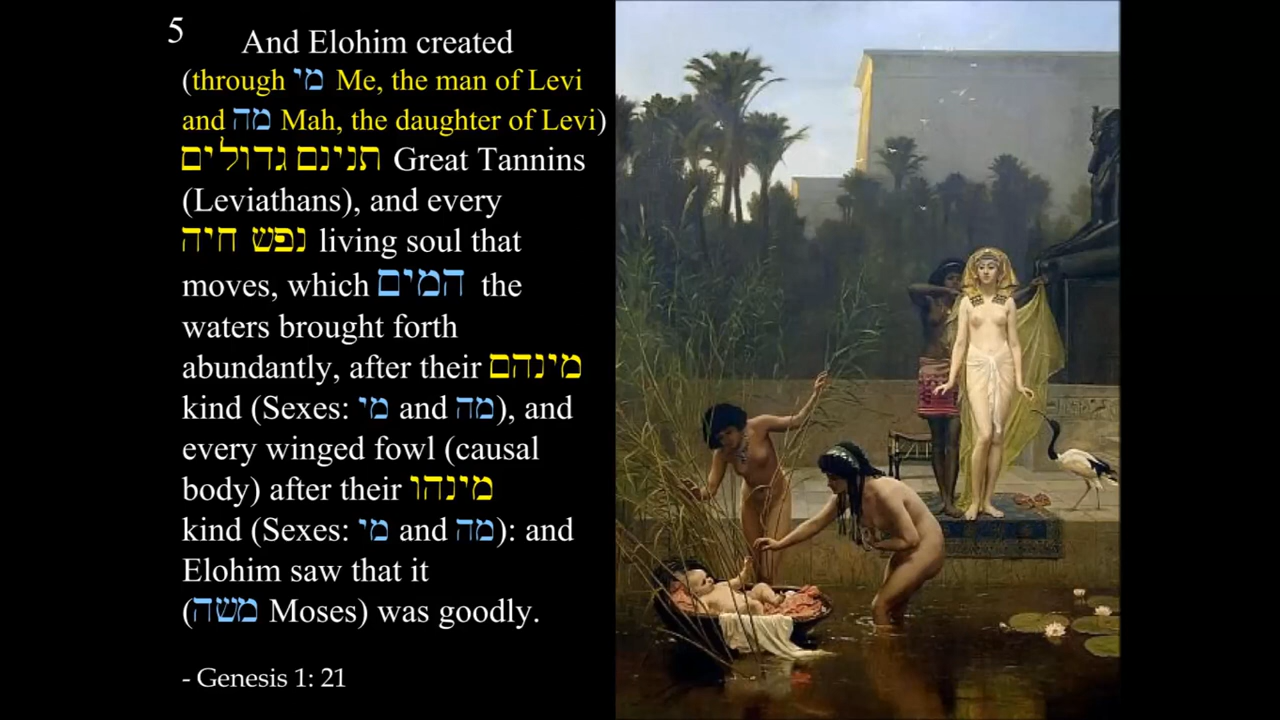 5 And Elohim created
(through מי Me, the man of Levi
and מה Mah, the daughter of Levi)
תנינם גדולים Great Tannins
(Leviathans), and every
נפש חיה living soul that
moves, which המים the
waters brought forth
abundantly, after their מינהם
kind (Sexes: מי and מה), and
every winged fowl (causal
body) after their מינהו
kind (Sexes: מי and מה): and
Elohim saw that it
(משה Moses) was goodly.
- Genesis 1: 21